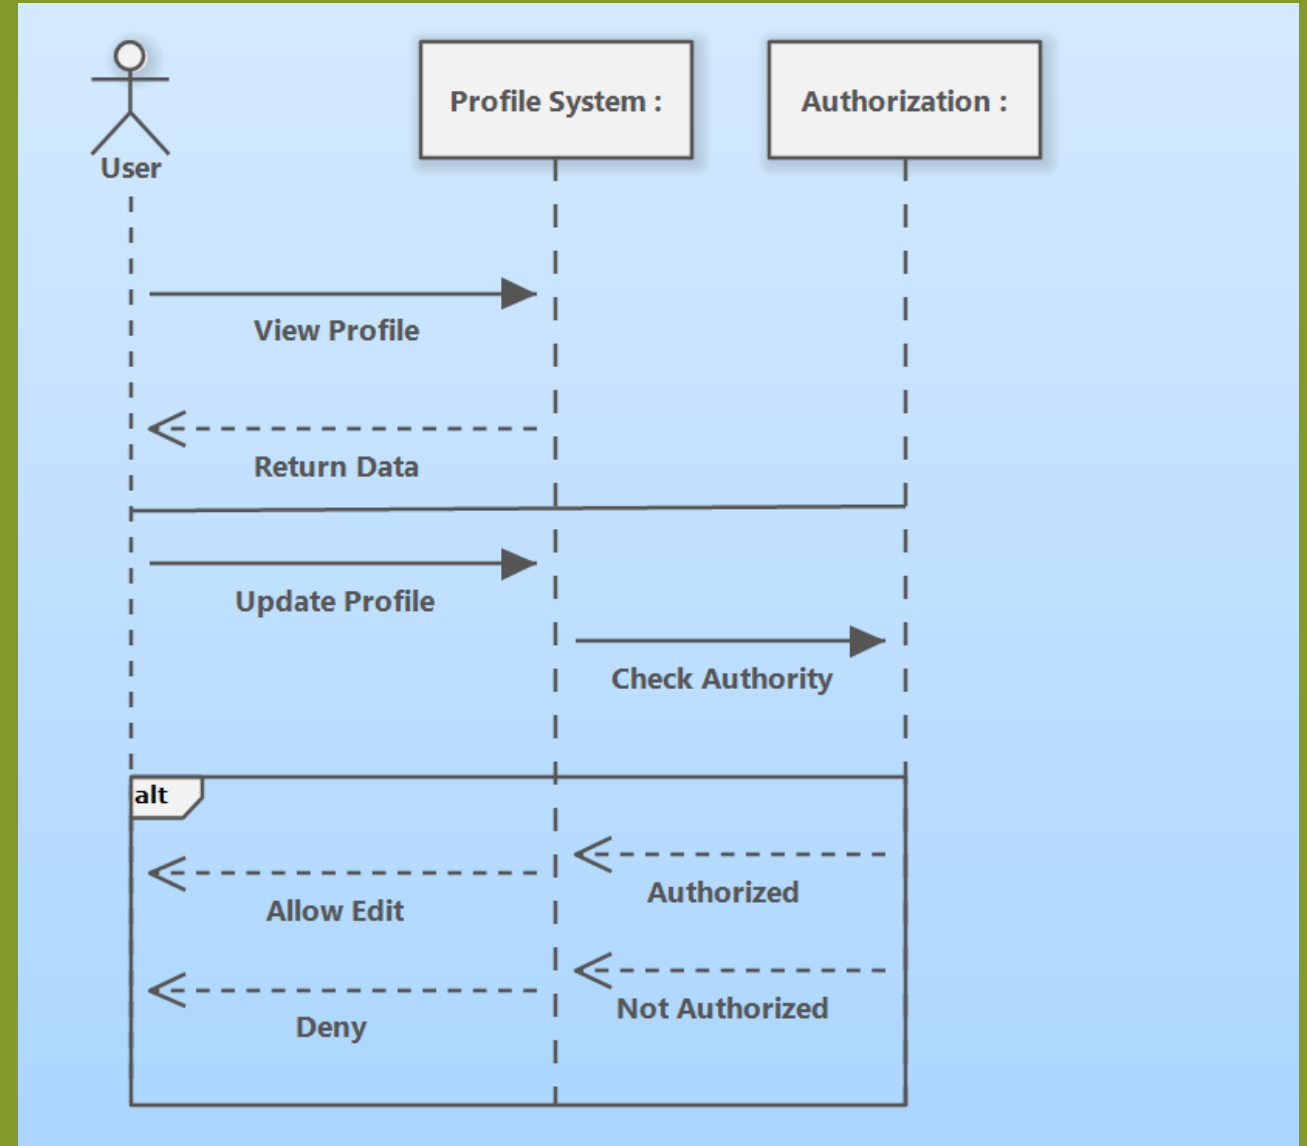 User
Profile System :
Authorization :
View Profile
Return Data
Update Profile
Check Authority
alt
Authorized
Allow Edit
Not Authorized
Deny